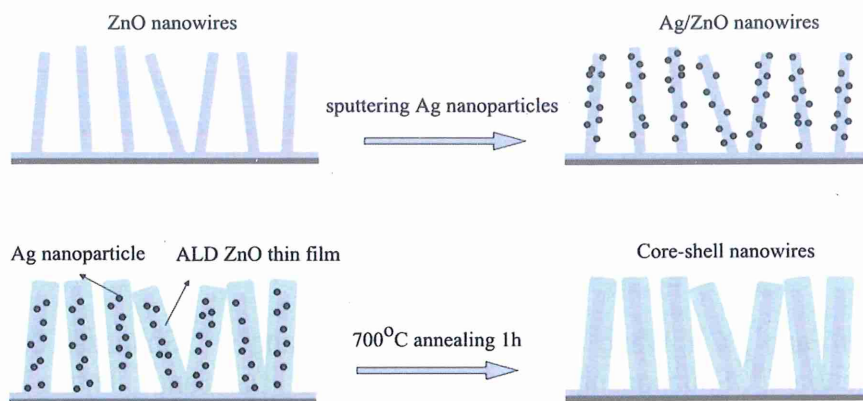 ZnO nanowires
Ag/ZnO nanowires
sputtering Ag nanoparticles
Ag nanoparticle
ALD ZnO thin film
Core-shell nanowires
700°C annealing 1h